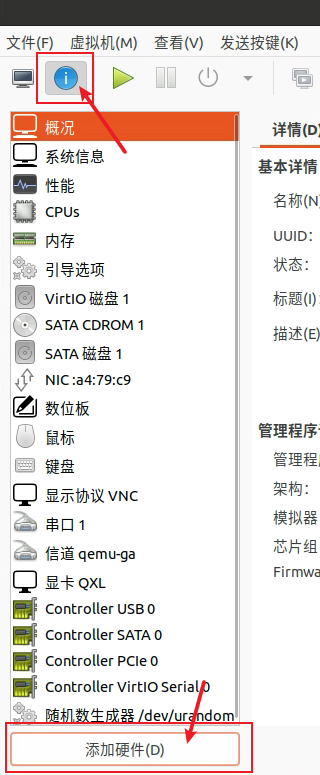 文件(F) 虚拟机(M) 查看(V) 发送按键(K)
概况
系统信息
性能
CPUs
内存
引导选项
VirtIO 磁盘 1
SATA CDROM 1
SATA 磁盘 1
NIC :a4:79:c9
数位板
鼠标
键盘
显示协议 VNC
串口 1
信道 qemu-ga
显卡 QXL
Controller USB 0
Controller SATA 0
Controller PCIe 0
Controller VirtIO Serial 0
随机数生成器 /dev/urandom
添加硬件(D)
详情(D)
基本详情
名称(N)
UUID:
状态:
标题(I):
描述(E)
管理程序
管理程序
架构:
模拟器
芯片组
Firmwa